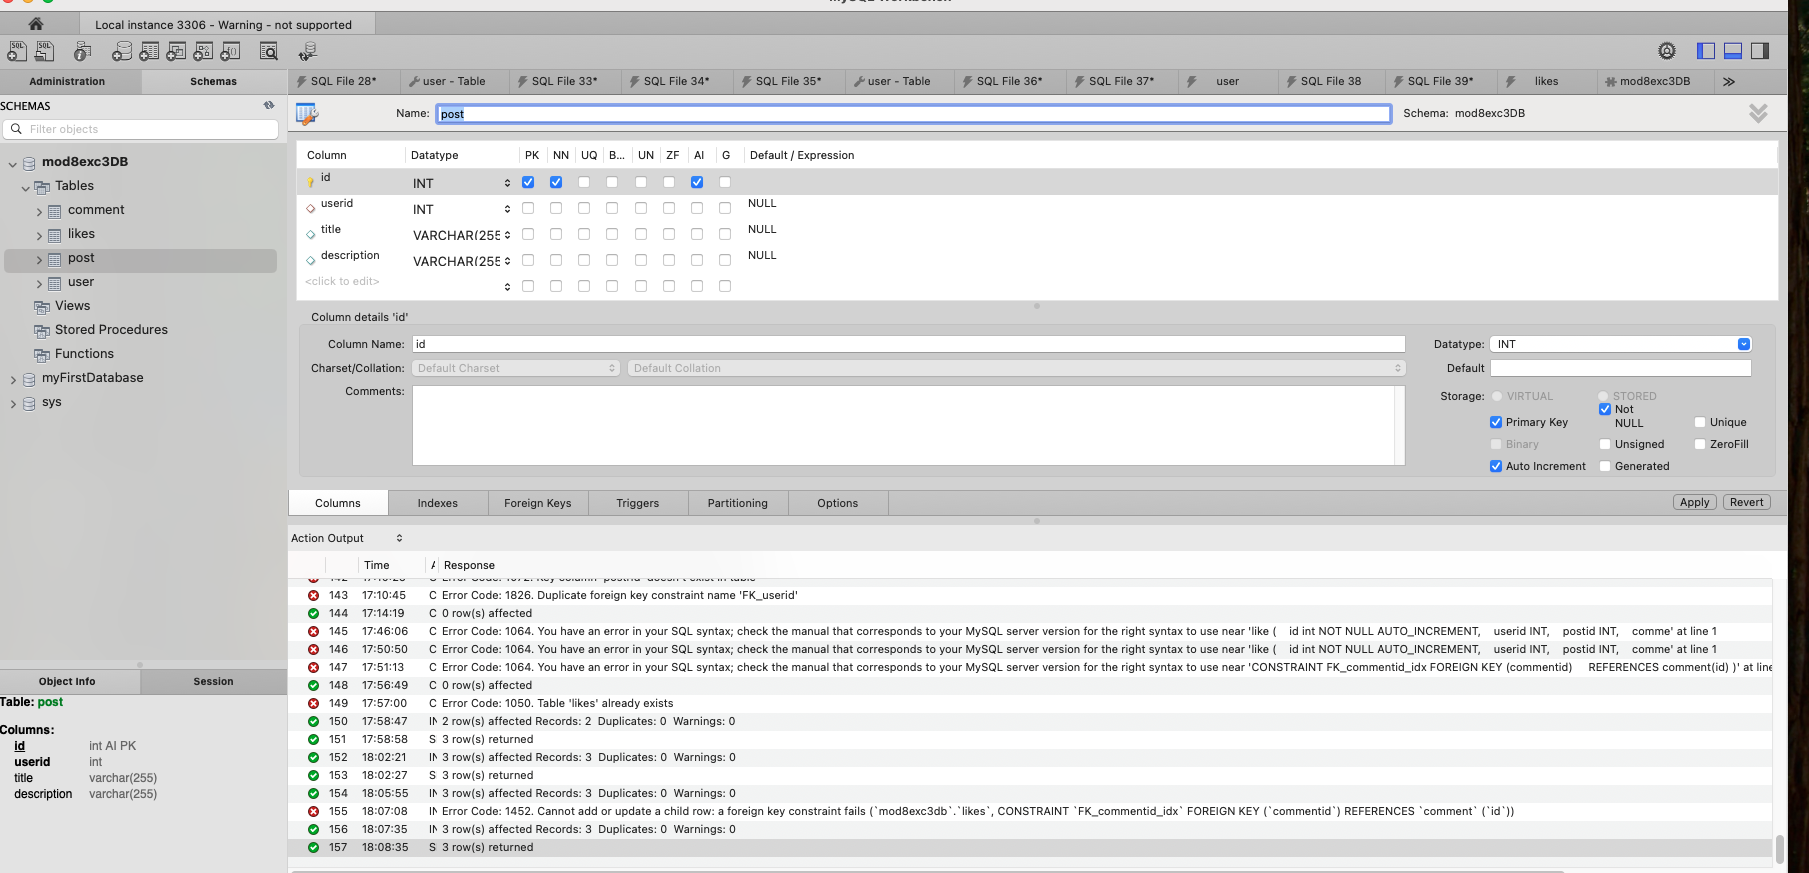 Local instance 3306 - Warning - not supported
Administration
Schemas
SQL File 28*
user - Table
SQL File 33*
SQL File 34*
SQL File 35*
user - Table
SQL File 36*
SQL File 37*
user
SQL File 38
SQL File 39*
likes
mod8exc3DB
SCHEMAS
Filter objects
mod8exc3DB
Tables
comment
likes
post
user
Views
Stored Procedures
Functions
myFirstDatabase
sys
Name: post
Schema: mod8exc3DB
Column Datatype PK NN UQ B... UN ZF AI G Default / Expression
id INT
userid INT NULL
title VARCHAR(255 NULL
description VARCHAR(255 NULL
<click to edit>
Column details 'id'
Column Name: id
Datatype: INT
Charset/Collation: Default Charset Default Collation
Default
Comments:
Storage: VIRTUAL STORED
Primary Key Not NULL Unique
Binary Unsigned ZeroFill
Auto Increment Generated
Columns Indexes Foreign Keys Triggers Partitioning Options
Apply Revert
Action Output
Time A Response
143 17:10:45 C Error Code: 1826. Duplicate foreign key constraint name 'FK_userid'
144 17:14:19 C 0 row(s) affected
145 17:46:06 C Error Code: 1064. You have an error in your SQL syntax; check the manual that corresponds to your MySQL server version for the right syntax to use near 'like ( id int NOT NULL AUTO_INCREMENT, userid INT, postid INT, comme' at line 1
146 17:50:50 C Error Code: 1064. You have an error in your SQL syntax; check the manual that corresponds to your MySQL server version for the right syntax to use near 'like ( id int NOT NULL AUTO_INCREMENT, userid INT, postid INT, comme' at line 1
147 17:51:13 C Error Code: 1064. You have an error in your SQL syntax; check the manual that corresponds to your MySQL server version for the right syntax to use near 'CONSTRAINT FK_commentid_idx FOREIGN KEY (commentid) REFERENCES comment(id) )' at line
148 17:56:49 C 0 row(s) affected
149 17:57:00 C Error Code: 1050. Table 'likes' already exists
150 17:58:47 IN 2 row(s) affected Records: 2 Duplicates: 0 Warnings: 0
151 17:58:58 S 3 row(s) returned
152 18:02:21 IN 3 row(s) affected Records: 3 Duplicates: 0 Warnings: 0
153 18:02:27 S 3 row(s) returned
154 18:05:55 IN 3 row(s) affected Records: 3 Duplicates: 0 Warnings: 0
155 18:07:08 IN Error Code: 1452. Cannot add or update a child row: a foreign key constraint fails (`mod8exc3db`.`likes`, CONSTRAINT `FK_commentid_idx` FOREIGN KEY (`commentid`) REFERENCES `comment` (`id`))
156 18:07:35 IN 3 row(s) affected Records: 3 Duplicates: 0 Warnings: 0
157 18:08:35 S 3 row(s) returned
Object Info
Session
Table: post
Columns:
id int AI PK
userid int
title varchar(255)
description varchar(255)